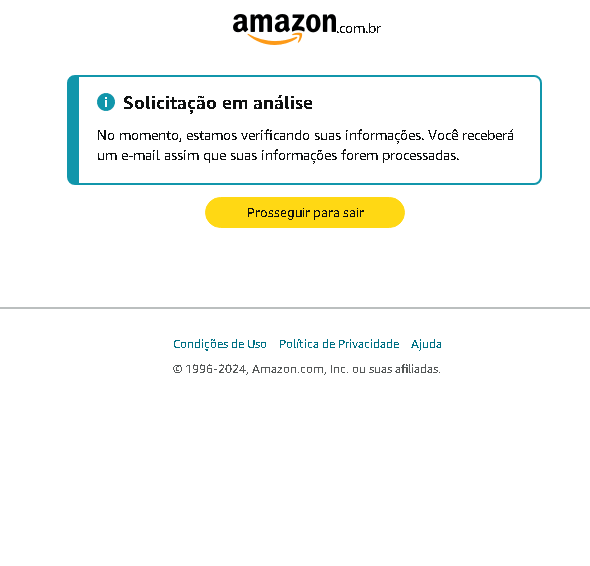 amazon.com.br
Solicitação em análise
No momento, estamos verificando suas informações. Você receberá
um e-mail assim que suas informações forem processadas.
Prosseguir para sair
Condições de Uso Política de Privacidade Ajuda
© 1996-2024, Amazon.com, Inc. ou suas afiliadas.